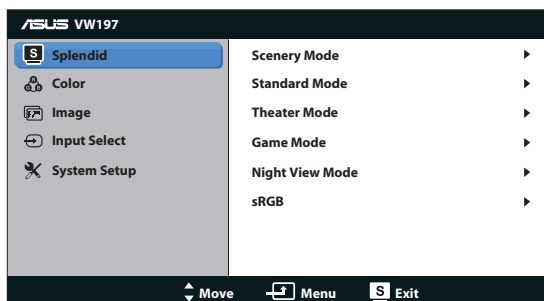 ASUS VW197
S Splendid
Color
Image
Input Select
System Setup
Scenery Mode
Standard Mode
Theater Mode
Game Mode
Night View Mode
sRGB
Move Menu S Exit